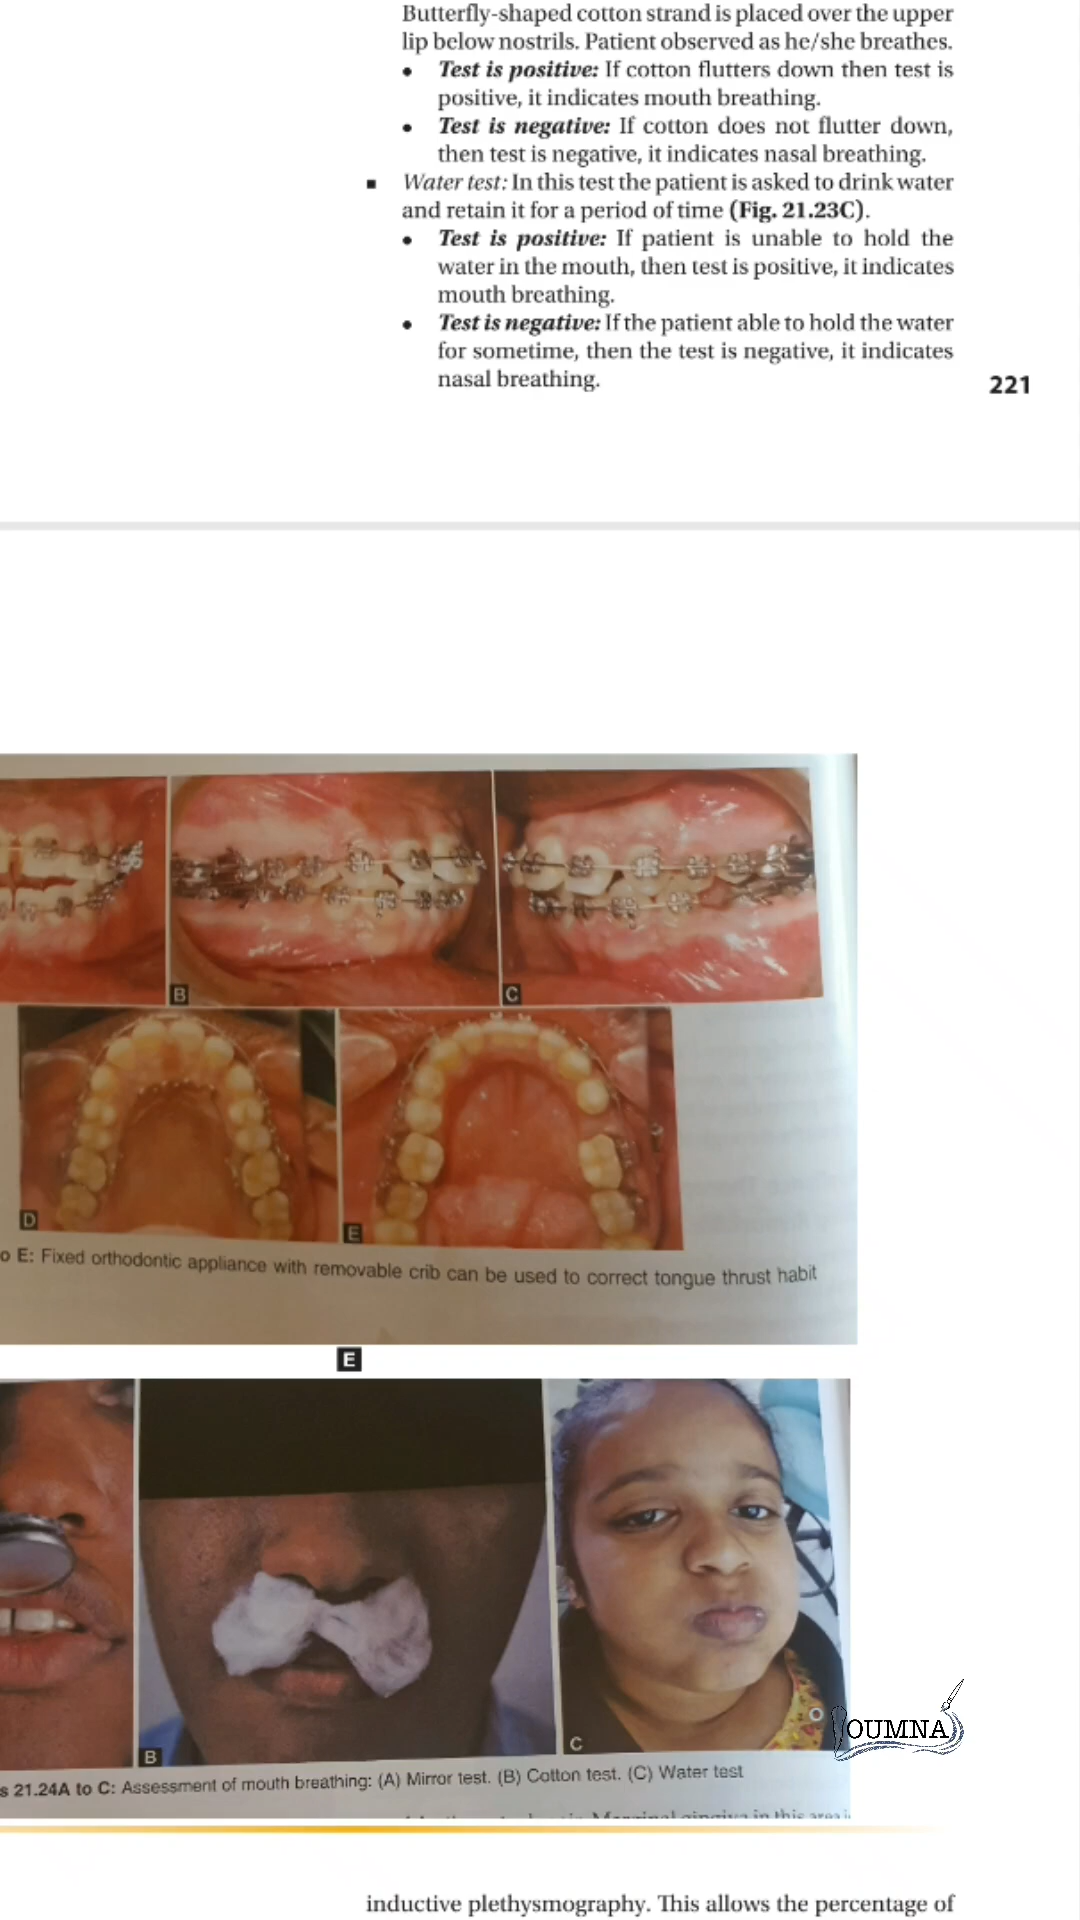 Butterfly-shaped cotton strand is placed over the upper
lip below nostrils. Patient observed as he/she breathes.
• Test is positive: If cotton flutters down then test is
positive, it indicates mouth breathing.
• Test is negative: If cotton does not flutter down,
then test is negative, it indicates nasal breathing.
▪ Water test: In this test the patient is asked to drink water
and retain it for a period of time (Fig. 21.23C).
• Test is positive: If patient is unable to hold the
water in the mouth, then test is positive, it indicates
mouth breathing.
• Test is negative: If the patient able to hold the water
for sometime, then the test is negative, it indicates
nasal breathing.
221
B
C
D
E
o E: Fixed orthodontic appliance with removable crib can be used to correct tongue thrust habit
E
B
C
OUMNA
s 21.24A to C: Assessment of mouth breathing: (A) Mirror test. (B) Cotton test. (C) Water test
Marginal gingiva in this area
inductive plethysmography. This allows the percentage of